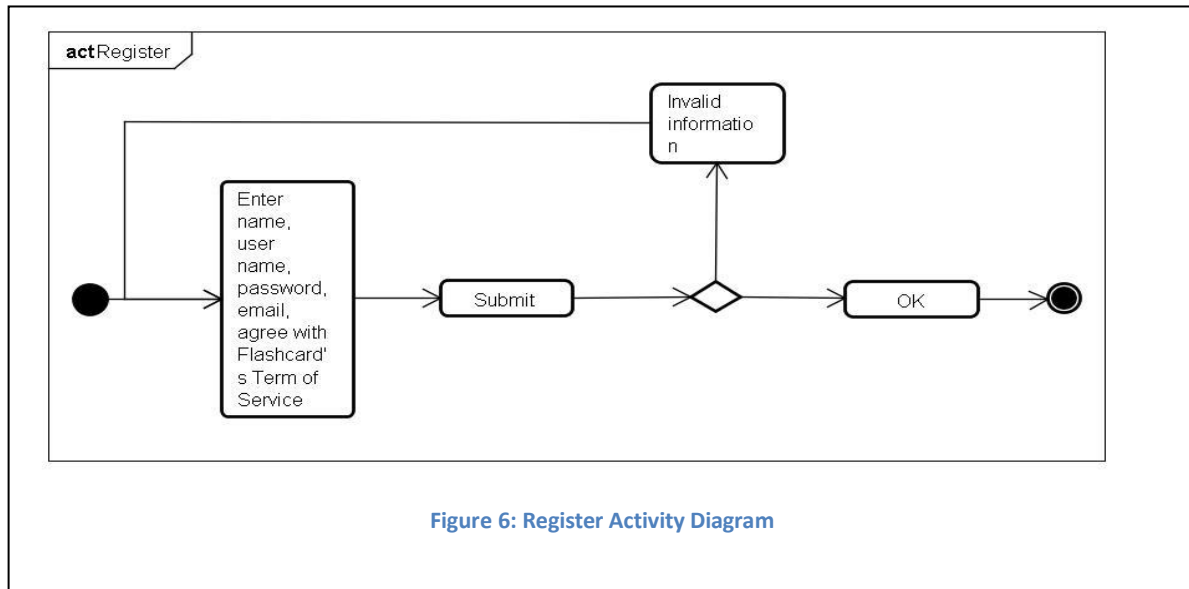 actRegister
Invalid
informatio
n
Enter
name,
user
name,
password,
email,
agree with
Flashcard'
s Term of
Service
Submit
OK
Figure 6: Register Activity Diagram